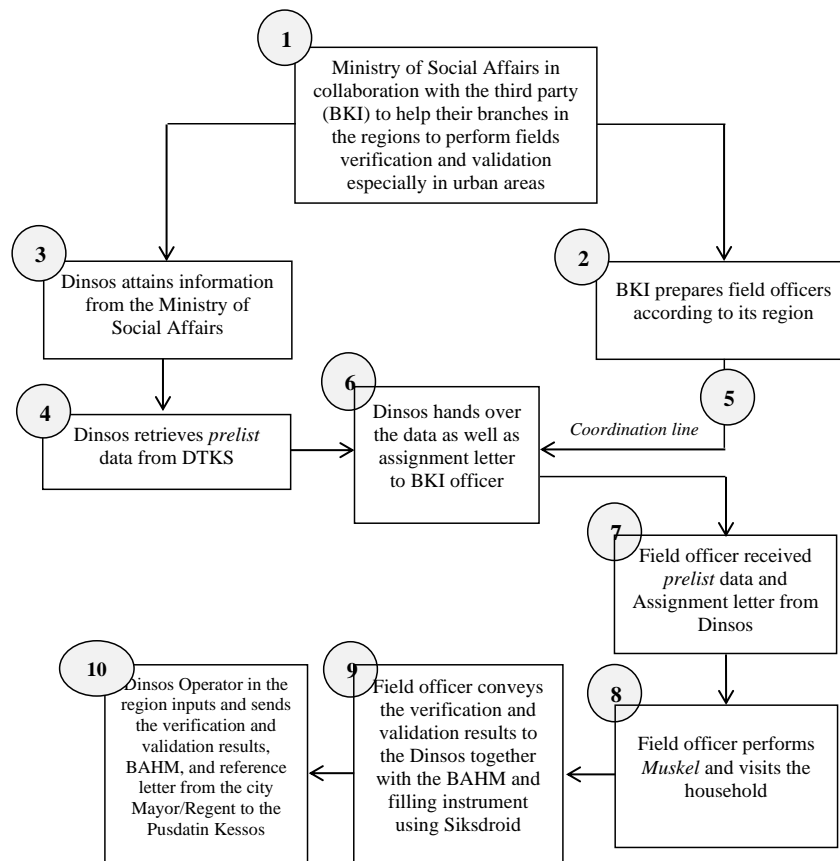 1
Ministry of Social Affairs in
collaboration with the third party
(BKI) to help their branches in
the regions to perform fields
verification and validation
especially in urban areas
3
Dinsos attains information
from the Ministry of
Social Affairs
2
BKI prepares field officers
according to its region
4
Dinsos retrieves prelist
data from DTKS
6
Dinsos hands over
the data as well as
assignment letter
to BKI officer
5
Coordination line
7
Field officer received
prelist data and
Assignment letter from
Dinsos
10
Dinsos Operator in the
region inputs and sends
the verification and
validation results,
BAHM, and reference
letter from the city
Mayor/Regent to the
Pusdatin Kessos
9
Field officer conveys
the verification and
validation results to
the Dinsos together
with the BAHM and
filling instrument
using Siksdroid
8
Field officer performs
Muskel and visits the
household